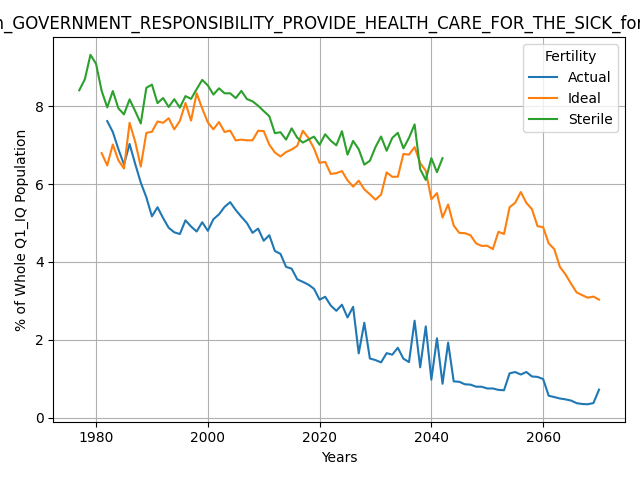 _GOVERNMENT_RESPONSIBILITY_PROVIDE_HEALTH_CARE_FOR_THE_SICK_for
Fertility
Actual
Ideal
Sterile
% of Whole Q1_IQ Population
8
6
4
2
0
1980
2000
2020
2040
2060
Years